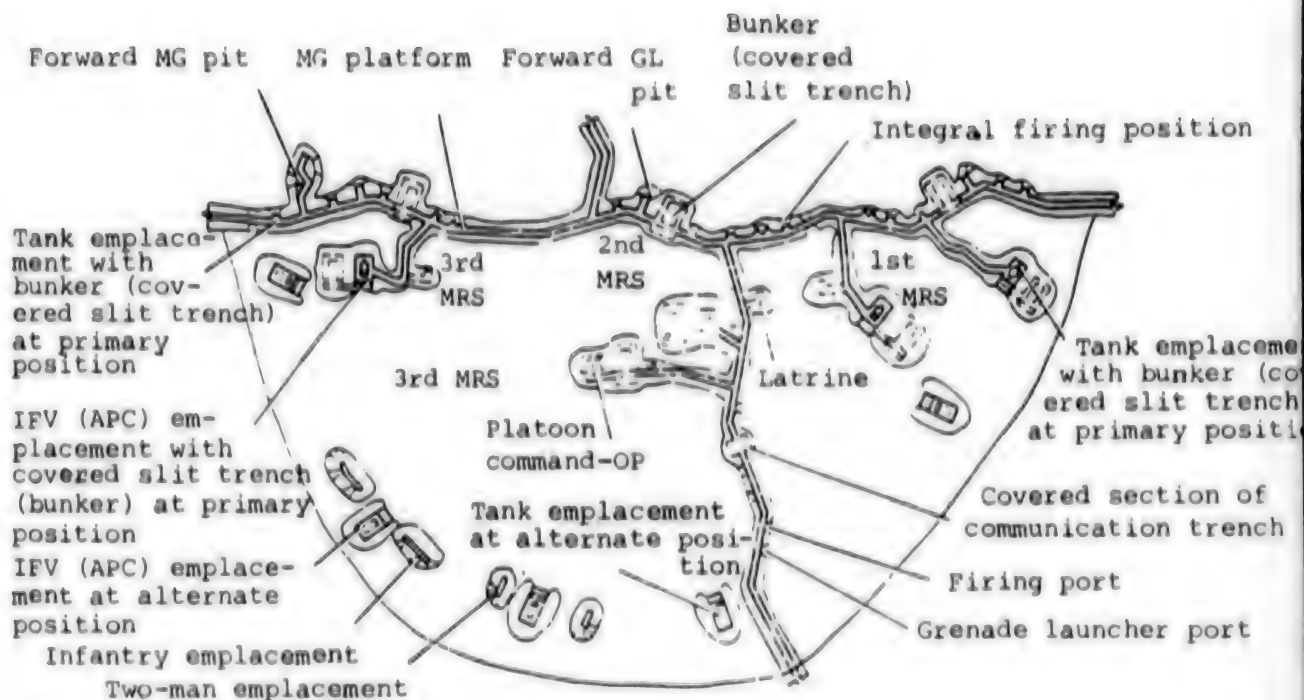 Forward MG pit
MG platform
Forward GL
pit
Bunker
(covered
slit trench)
Integral firing position
Tank emplace-
ment with
bunker (cov-
ered slit trench)
at primary
position
3rd
MRS
2nd
MRS
1st
MRS
3rd MRS
Latrine
Platoon
command-OP
Tank emplaceme
with bunker (co
ered slit trench
at primary positi
IFV (APC) em-
placement with
covered slit trench
(bunker) at primary
position
Tank emplacement
at alternate posi-
tion
Covered section of
communication trench
IFV (APC) emplace-
ment at alternate
position
Firing port
Grenade launcher port
Infantry emplacement
Two-man emplacement